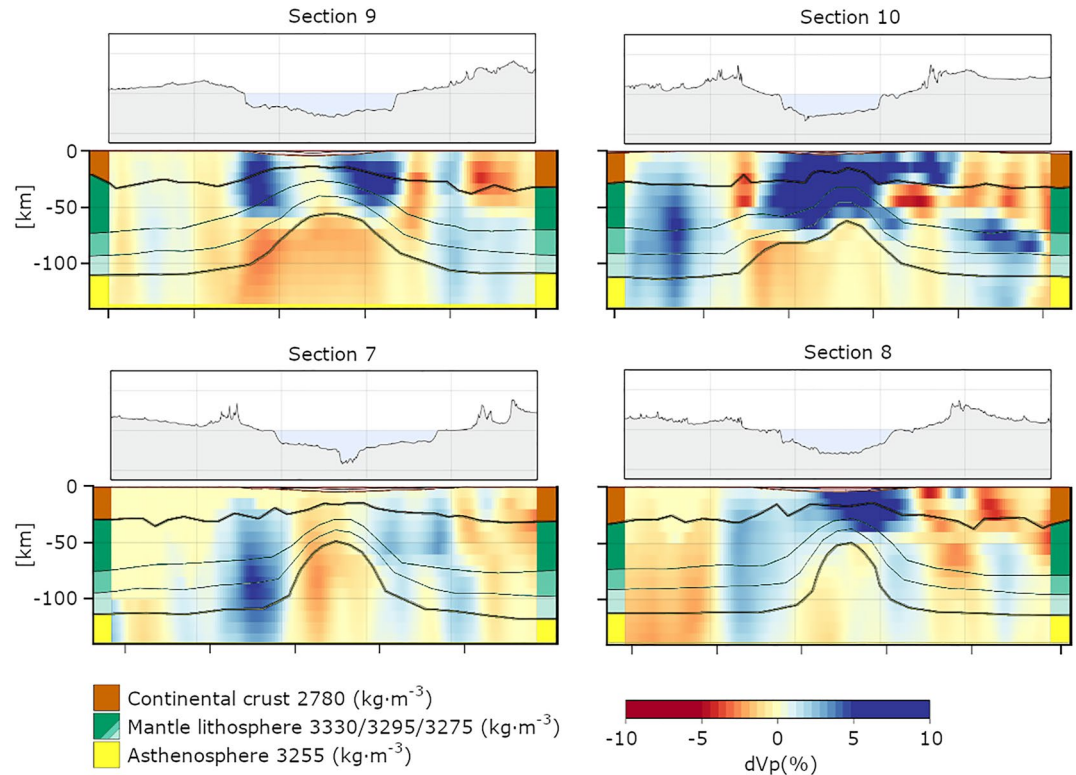 Section 9
Section 10
0
-50
-100
[km]
0
-50
-100
Section 7
Section 8
0
-50
-100
[km]
0
-50
-100
Continental crust 2780 (kg·m⁻³)
Mantle lithosphere 3330/3295/3275 (kg·m⁻³)
Asthenosphere 3255 (kg·m⁻³)
-10 -5 0 5 10
dVp(%)